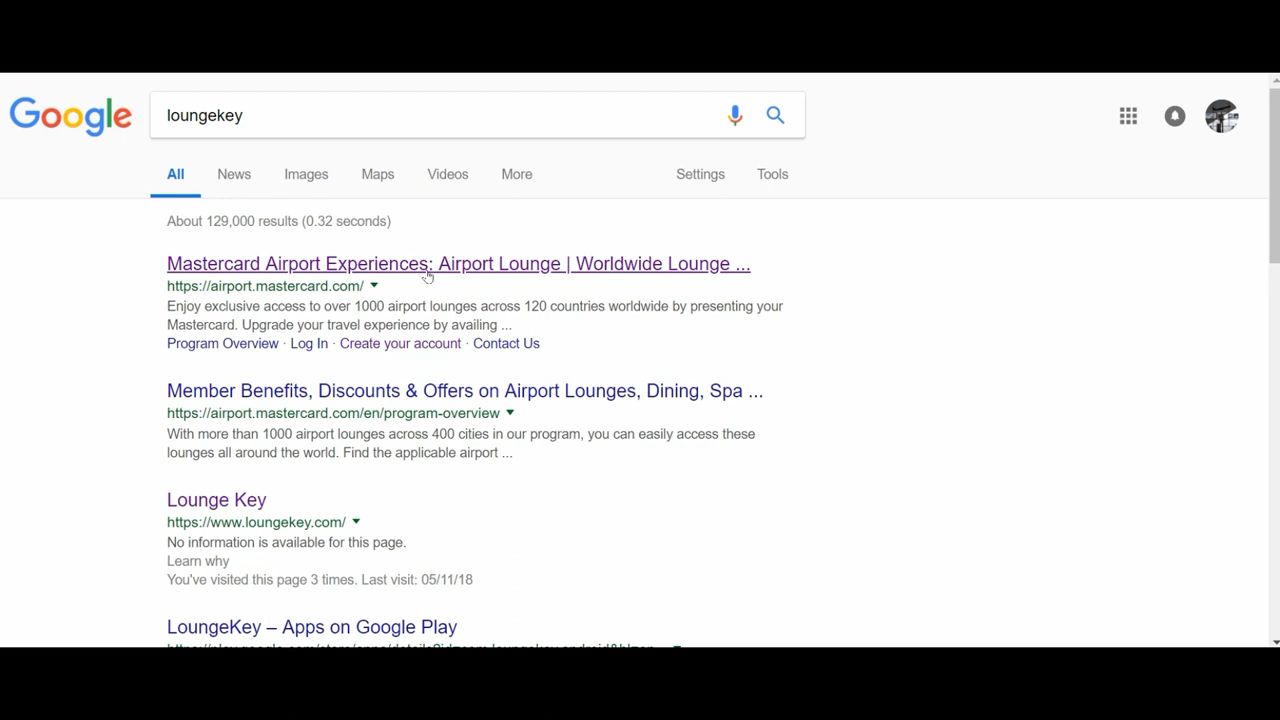 Google
loungekey
All News Images Maps Videos More Settings Tools
About 129,000 results (0.32 seconds)
Mastercard Airport Experiences: Airport Lounge | Worldwide Lounge ...
https://airport.mastercard.com/
Enjoy exclusive access to over 1000 airport lounges across 120 countries worldwide by presenting your
Mastercard. Upgrade your travel experience by availing ...
Program Overview · Log In · Create your account · Contact Us
Member Benefits, Discounts & Offers on Airport Lounges, Dining, Spa ...
https://airport.mastercard.com/en/program-overview
With more than 1000 airport lounges across 400 cities in our program, you can easily access these
lounges all around the world. Find the applicable airport ...
Lounge Key
https://www.loungekey.com/
No information is available for this page.
Learn why
You've visited this page 3 times. Last visit: 05/11/18
LoungeKey – Apps on Google Play